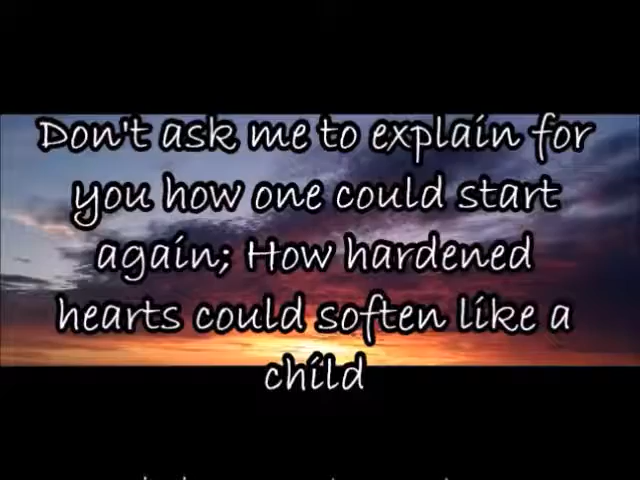 Don't ask me to explain for
you how one could start
again; How hardened
hearts could soften like a
child